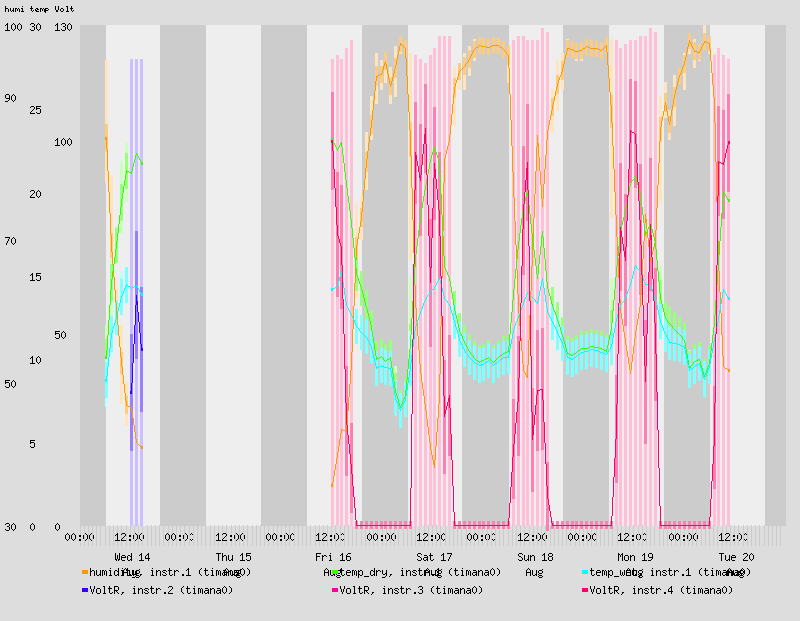 humi temp Volt
100 30 130
90
25
100
20
70
15
50
10
50
5
30 0 0
00:00 12:00 00:00 12:00 00:00 12:00 00:00 12:00 00:00 12:00 00:00 12:00 00:00 12:00
Wed 14 Thu 15 Fri 16 Sat 17 Sun 18 Mon 19 Tue 20
Aug Aug Aug Aug Aug Aug Aug
humidity, instr.1 (timana0) temp_dry, instr.1 (timana0) temp_wet, instr.1 (timana0)
VoltR, instr.2 (timana0) VoltR, instr.3 (timana0) VoltR, instr.4 (timana0)